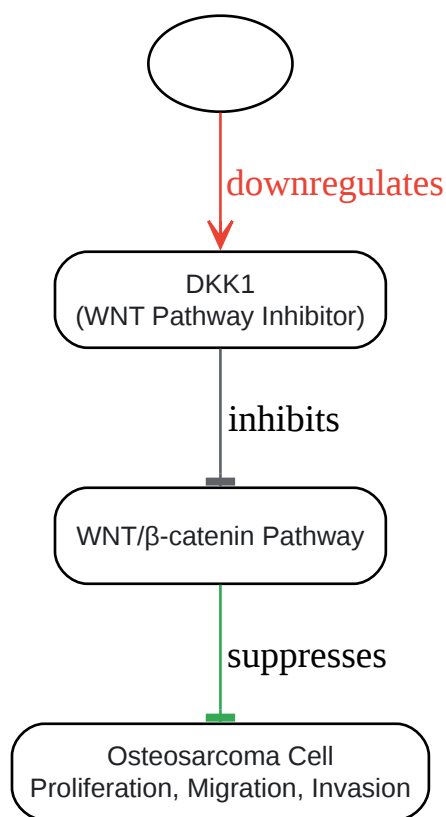 downregulates
DKK1
(WNT Pathway Inhibitor)
inhibits
WNT/β-catenin Pathway
suppresses
Osteosarcoma Cell
Proliferation, Migration, Invasion